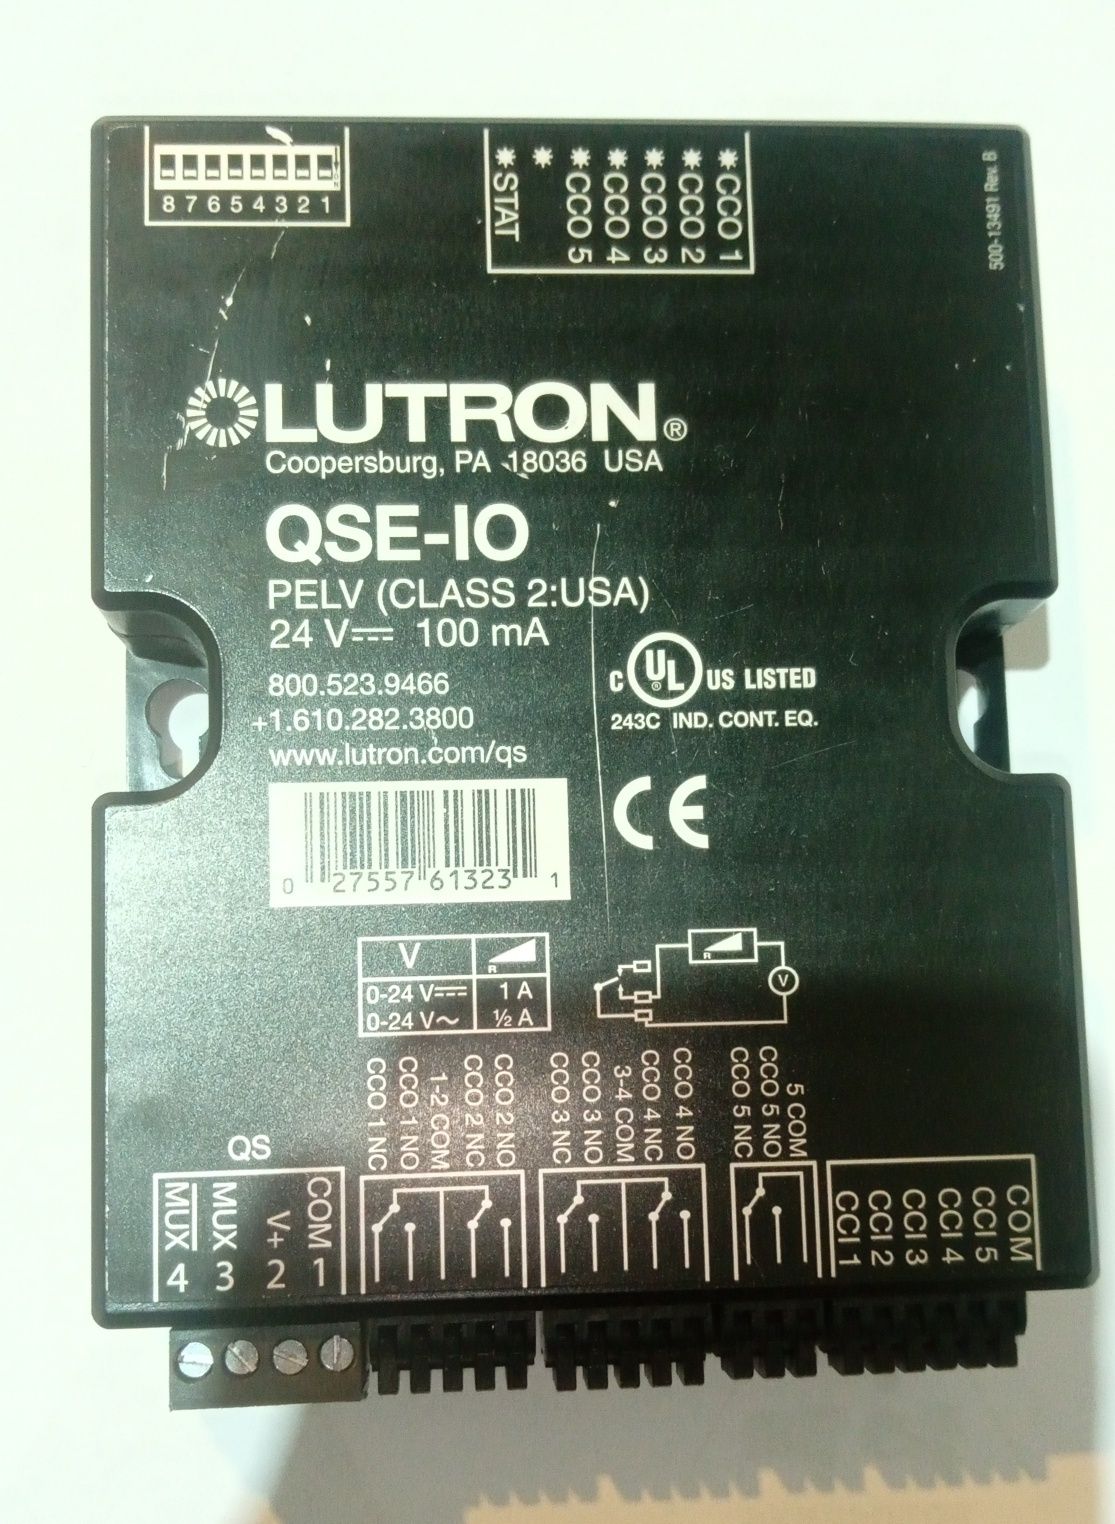 8 7 6 5 4 3 2 1
STAT
CCO 5
CCO 4
CCO 3
CCO 2
CCO 1
500-13491 Rev. B
LUTRON®
Coopersburg, PA 18036 USA
QSE-IO
PELV (CLASS 2:USA)
24 V⎓ 100 mA
800.523.9466
+1.610.282.3800
www.lutron.com/qs
C UL® US LISTED
243C IND. CONT. EQ.
CE
0 27557 61323 1
V R
0-24 V⎓ 1 A
0-24 V~ ½ A
R V
CCO 1 NC
CCO 1 NO
1-2 COM
CCO 2 NC
CCO 2 NO
CCO 3 NC
CCO 3 NO
3-4 COM
CCO 4 NC
CCO 4 NO
CCO 5 NC
CCO 5 NO
5 COM
QS
MUX 4
MUX 3
V+ 2
COM 1
CCI 1
CCI 2
CCI 3
CCI 4
CCI 5
COM